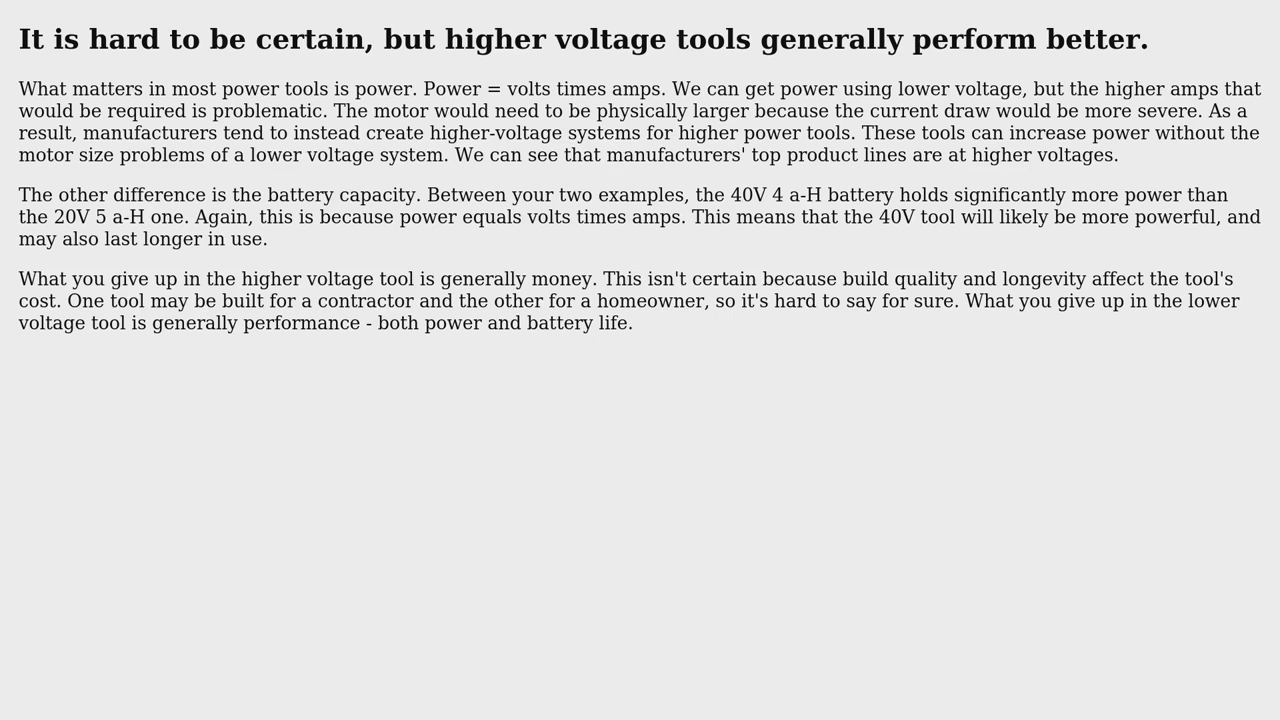 It is hard to be certain, but higher voltage tools generally perform better.
What matters in most power tools is power. Power = volts times amps. We can get power using lower voltage, but the higher amps that
would be required is problematic. The motor would need to be physically larger because the current draw would be more severe. As a
result, manufacturers tend to instead create higher-voltage systems for higher power tools. These tools can increase power without the
motor size problems of a lower voltage system. We can see that manufacturers' top product lines are at higher voltages.
The other difference is the battery capacity. Between your two examples, the 40V 4 a-H battery holds significantly more power than
the 20V 5 a-H one. Again, this is because power equals volts times amps. This means that the 40V tool will likely be more powerful, and
may also last longer in use.
What you give up in the higher voltage tool is generally money. This isn't certain because build quality and longevity affect the tool's
cost. One tool may be built for a contractor and the other for a homeowner, so it's hard to say for sure. What you give up in the lower
voltage tool is generally performance - both power and battery life.